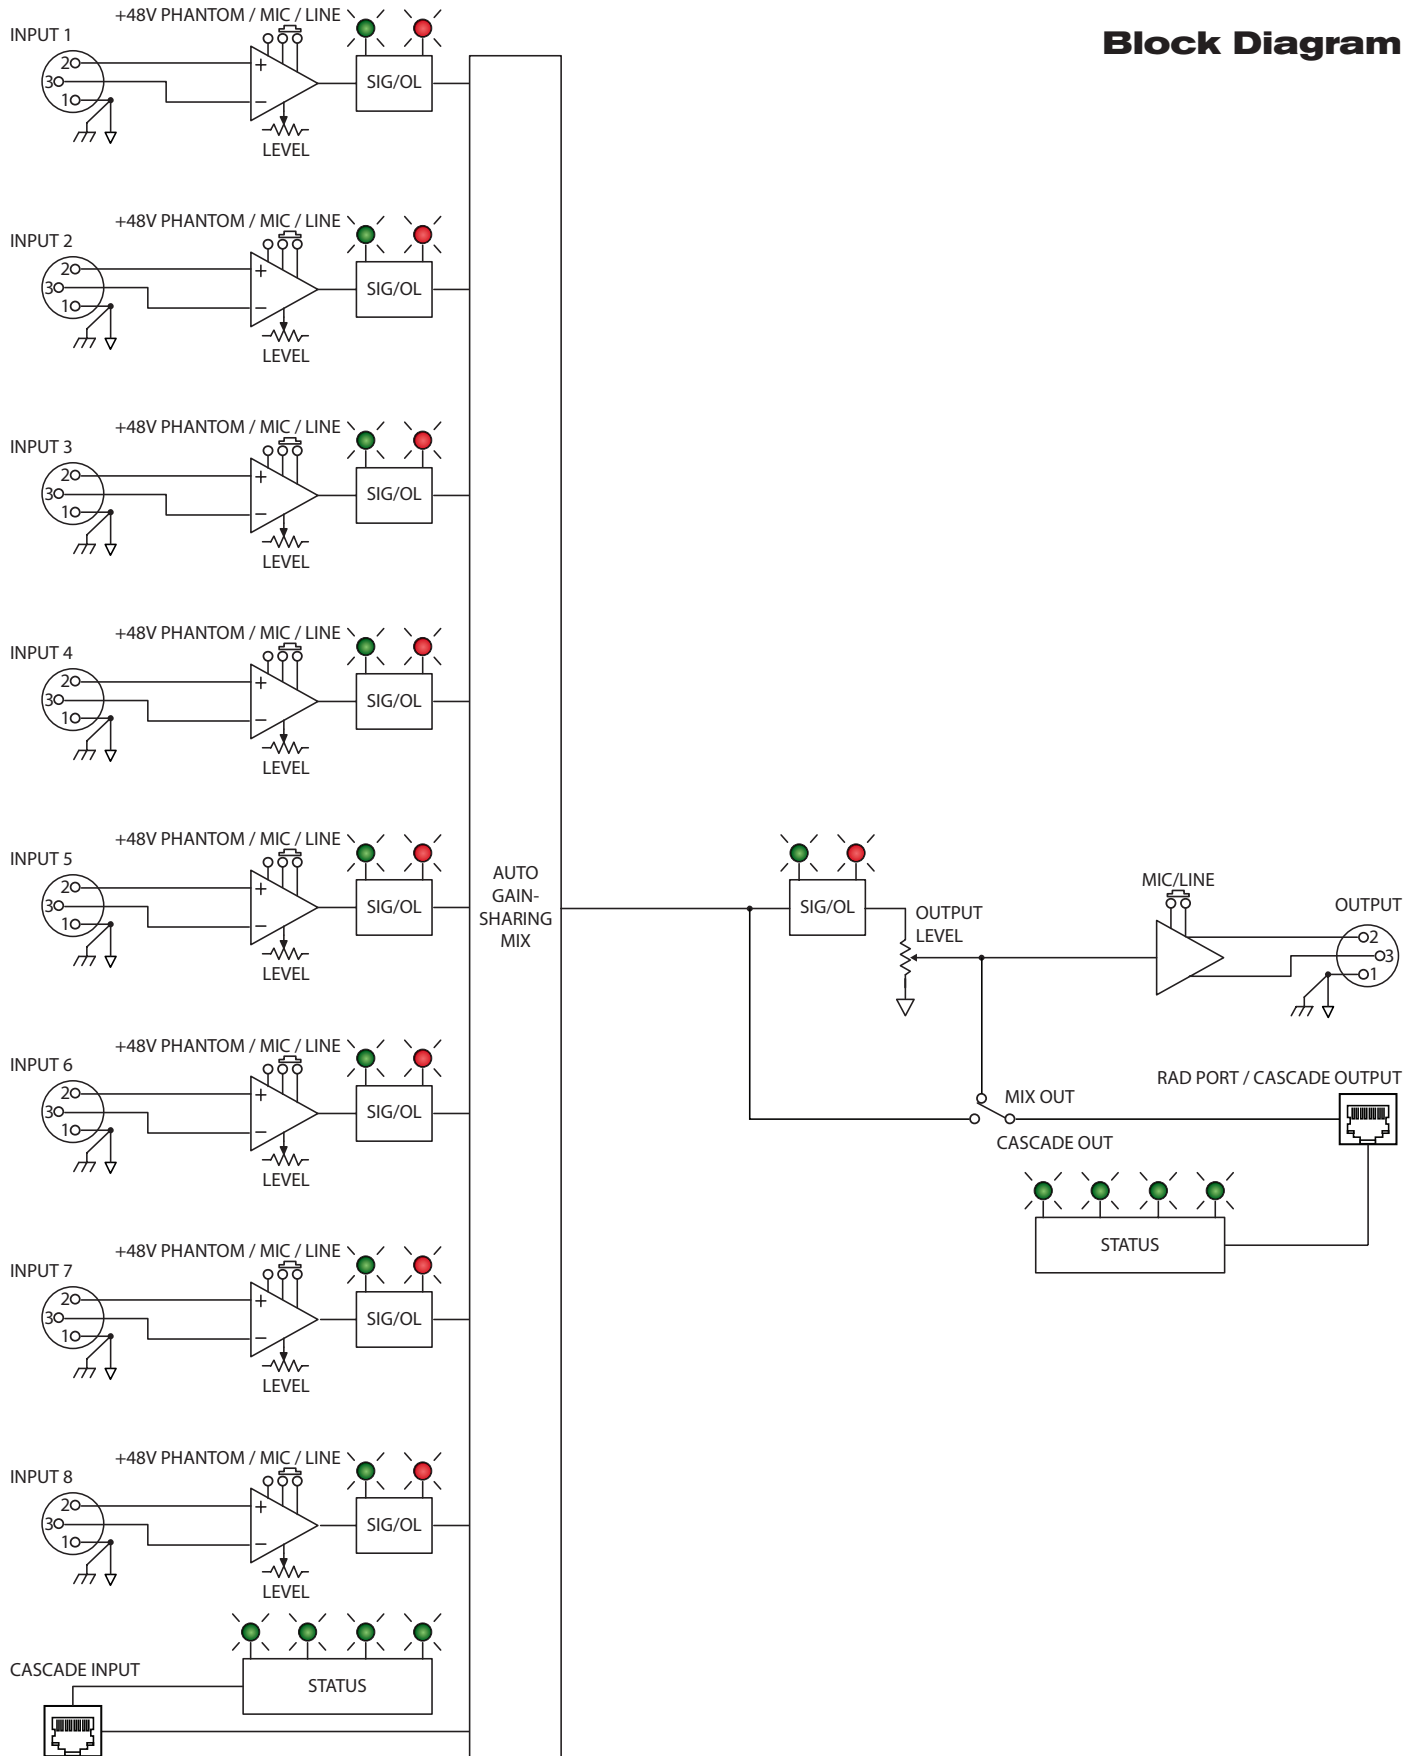 Block Diagram
INPUT 1
+48V PHANTOM / MIC / LINE
2
3
1
+
−
LEVEL
SIG/OL
INPUT 2
+48V PHANTOM / MIC / LINE
2
3
1
+
−
LEVEL
SIG/OL
INPUT 3
+48V PHANTOM / MIC / LINE
2
3
1
+
−
LEVEL
SIG/OL
INPUT 4
+48V PHANTOM / MIC / LINE
2
3
1
+
−
LEVEL
SIG/OL
INPUT 5
+48V PHANTOM / MIC / LINE
2
3
1
+
−
LEVEL
SIG/OL
INPUT 6
+48V PHANTOM / MIC / LINE
2
3
1
+
−
LEVEL
SIG/OL
INPUT 7
+48V PHANTOM / MIC / LINE
2
3
1
+
−
LEVEL
SIG/OL
INPUT 8
+48V PHANTOM / MIC / LINE
2
3
1
+
−
LEVEL
SIG/OL
CASCADE INPUT
STATUS
AUTO
GAIN-
SHARING
MIX
SIG/OL
OUTPUT
LEVEL
MIC/LINE
OUTPUT
2
3
1
MIX OUT
CASCADE OUT
RAD PORT / CASCADE OUTPUT
STATUS